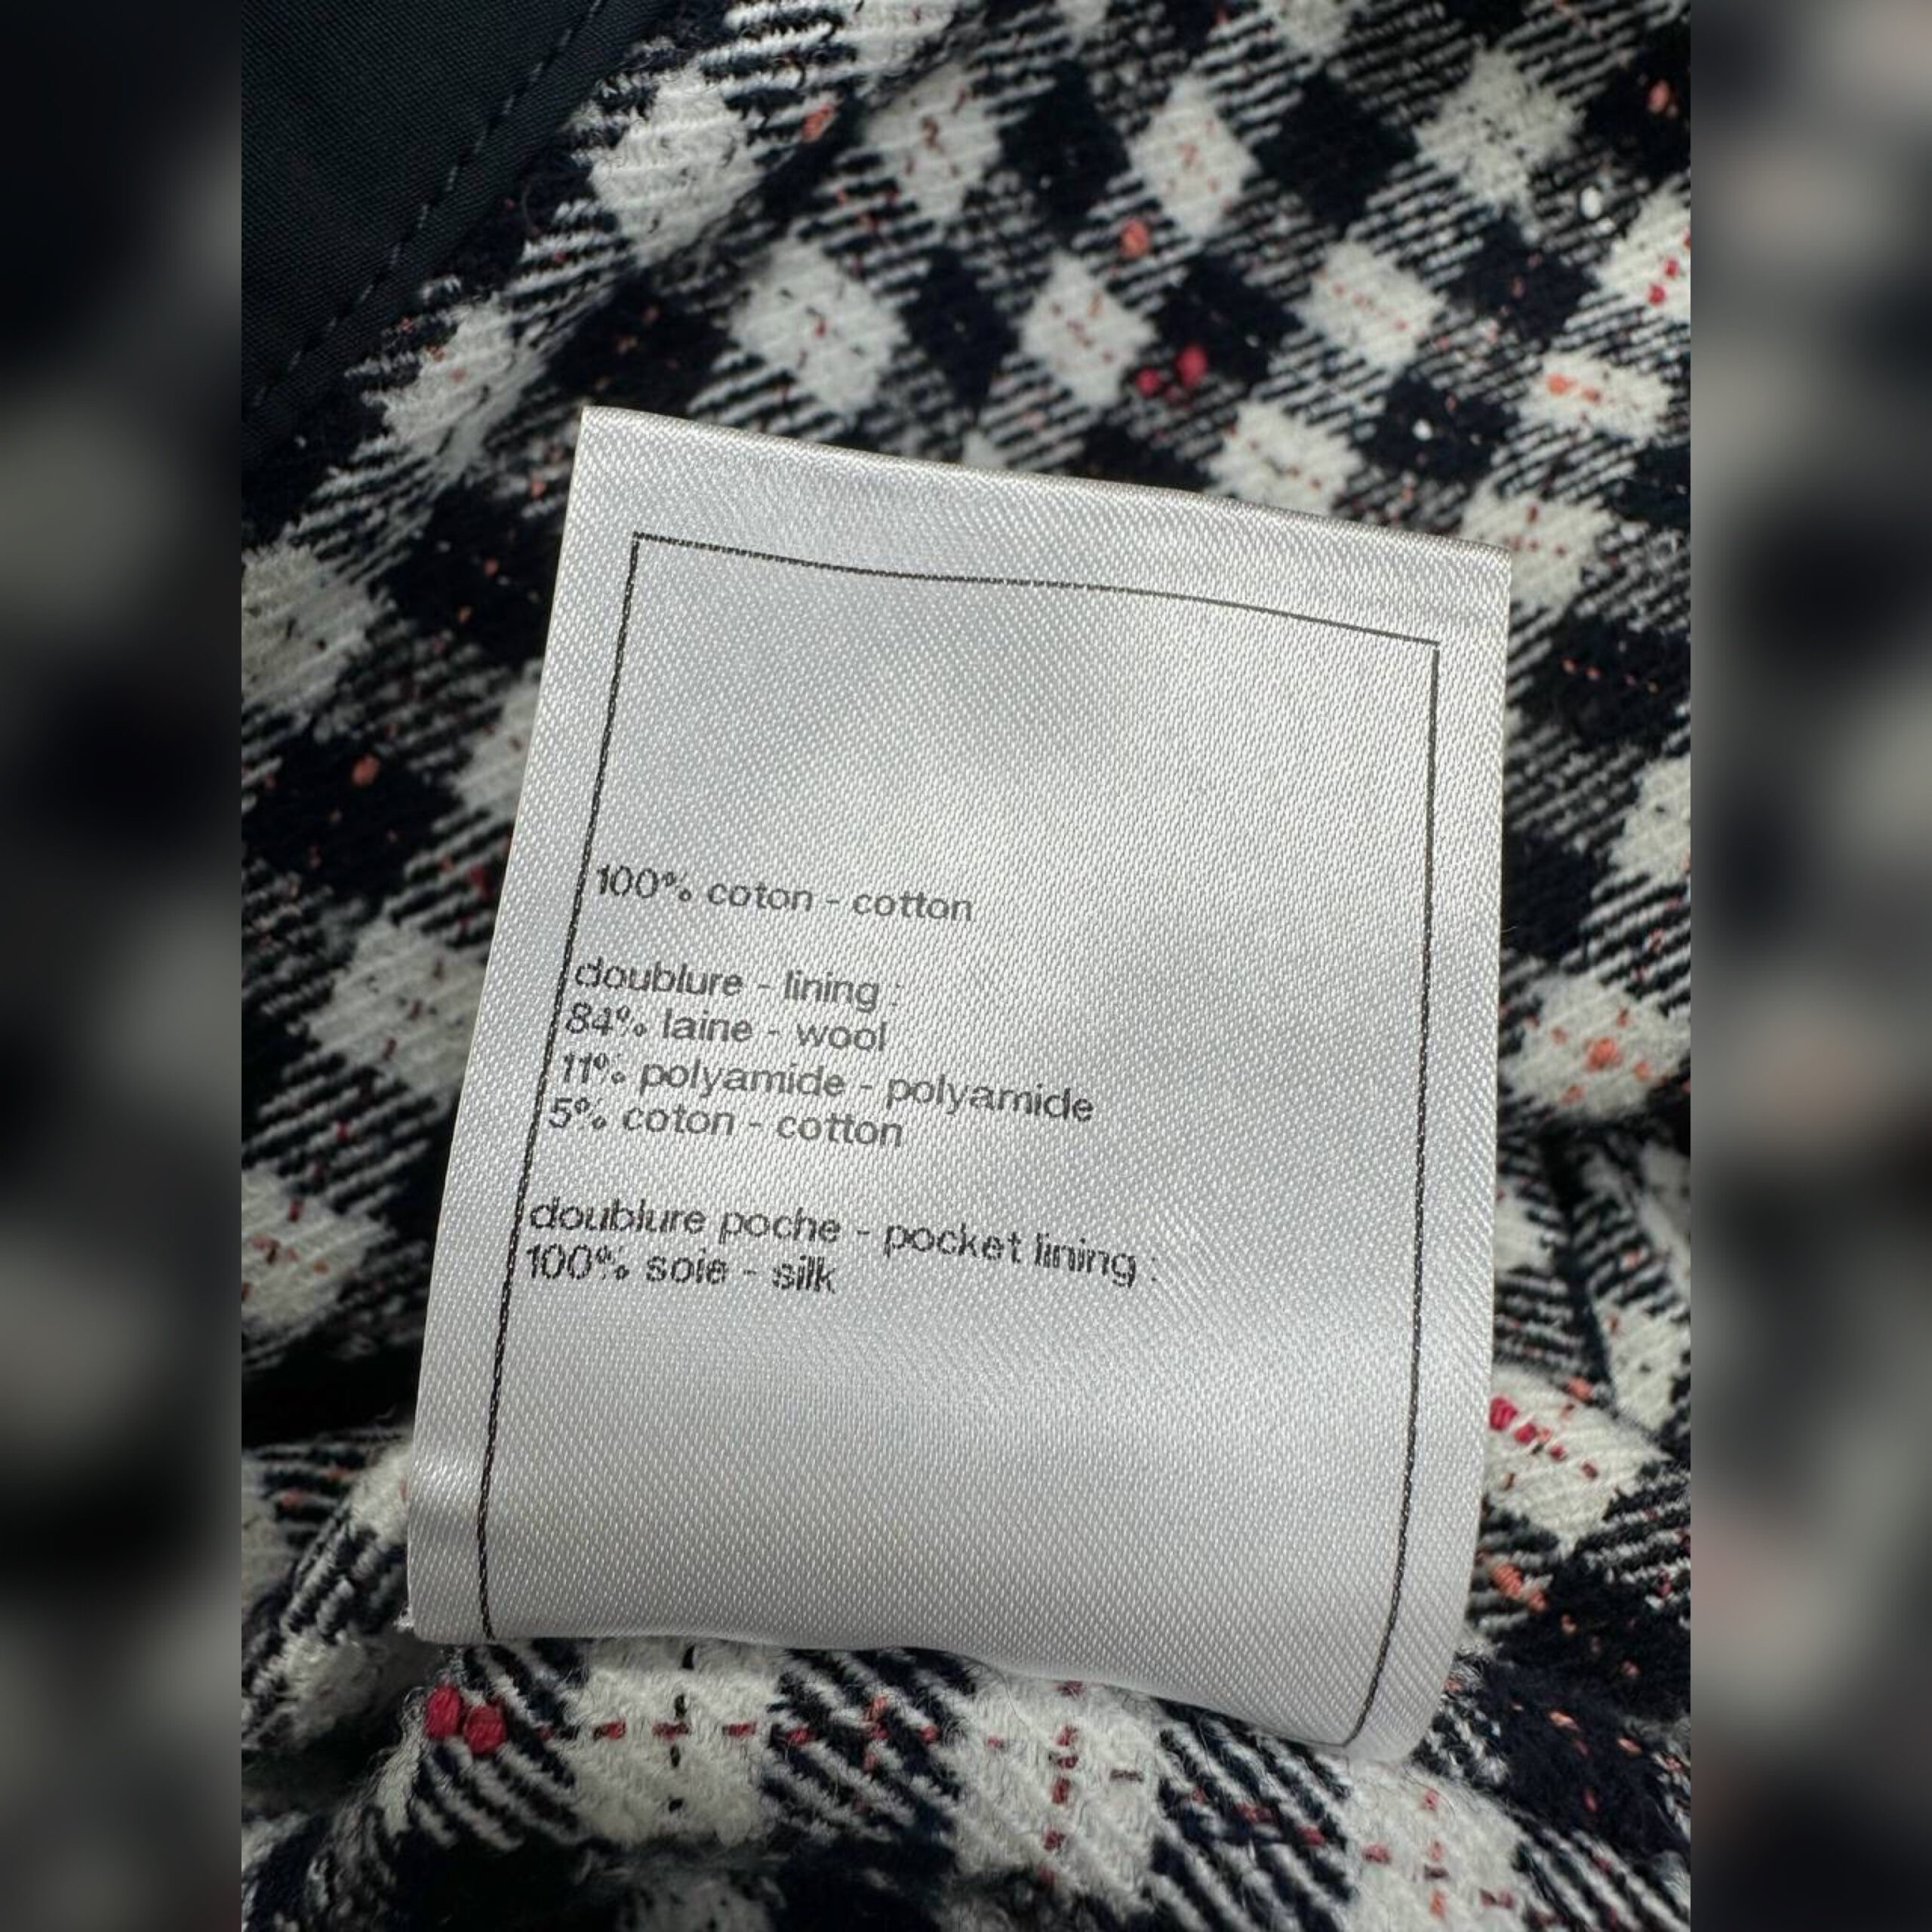 100% coton - cotton
doublure - lining :
84% laine - wool
11% polyamide - polyamide
5% coton - cotton
doublure poche - pocket lining :
100% soie - silk